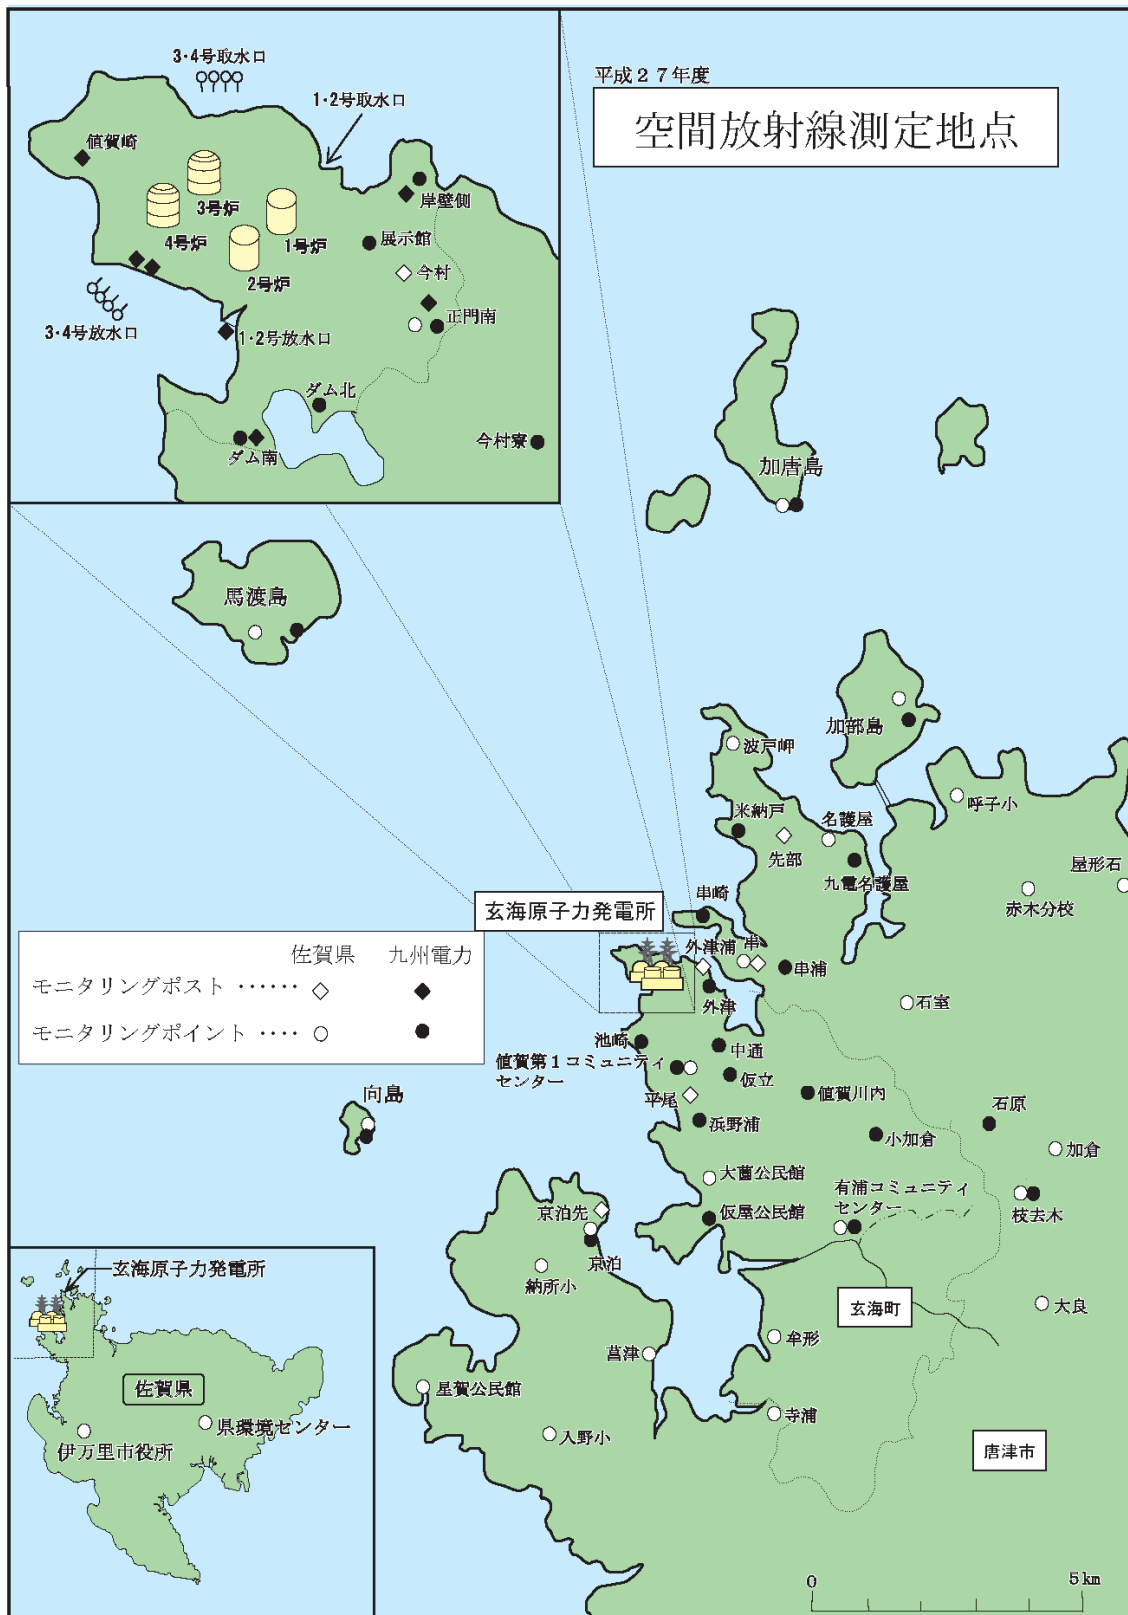 平成27年度
空間放射線測定地点
3・4号取水口
1・2号取水口
値賀崎
3号炉
4号炉
1号炉
2号炉
岸壁側
展示館
今村
正門南
3・4号放水口
1・2号放水口
ダム北
ダム南
今村寮
加唐島
馬渡島
加部島
波戸岬
呼子小
米納戸
名護屋
先部
九電名護屋
屋形石
赤木分校
串崎
玄海原子力発電所
外津浦
串
串浦
外津
石室
佐賀県 九州電力
モニタリングポスト ‥‥‥ ◇ ◆
モニタリングポイント ‥‥ ○ ●
池崎
中通
値賀第1コミュニティ
センター
仮立
平尾
値賀川内
石原
向島
浜野浦
小加倉
加倉
大薗公民館
有浦コミュニティ
センター
枝去木
京泊先
仮屋公民館
京泊
納所小
玄海町
大良
菖津
牟形
星賀公民館
寺浦
入野小
唐津市
玄海原子力発電所
佐賀県
県環境センター
伊万里市役所
0
5km